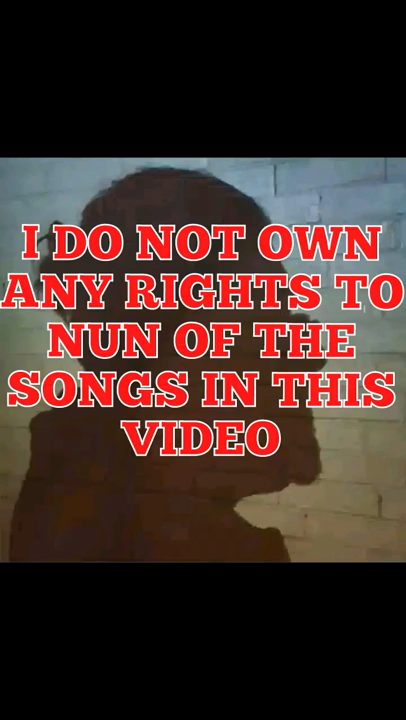 I DO NOT OWN
ANY RIGHTS TO
NUN OF THE
SONGS IN THIS
VIDEO